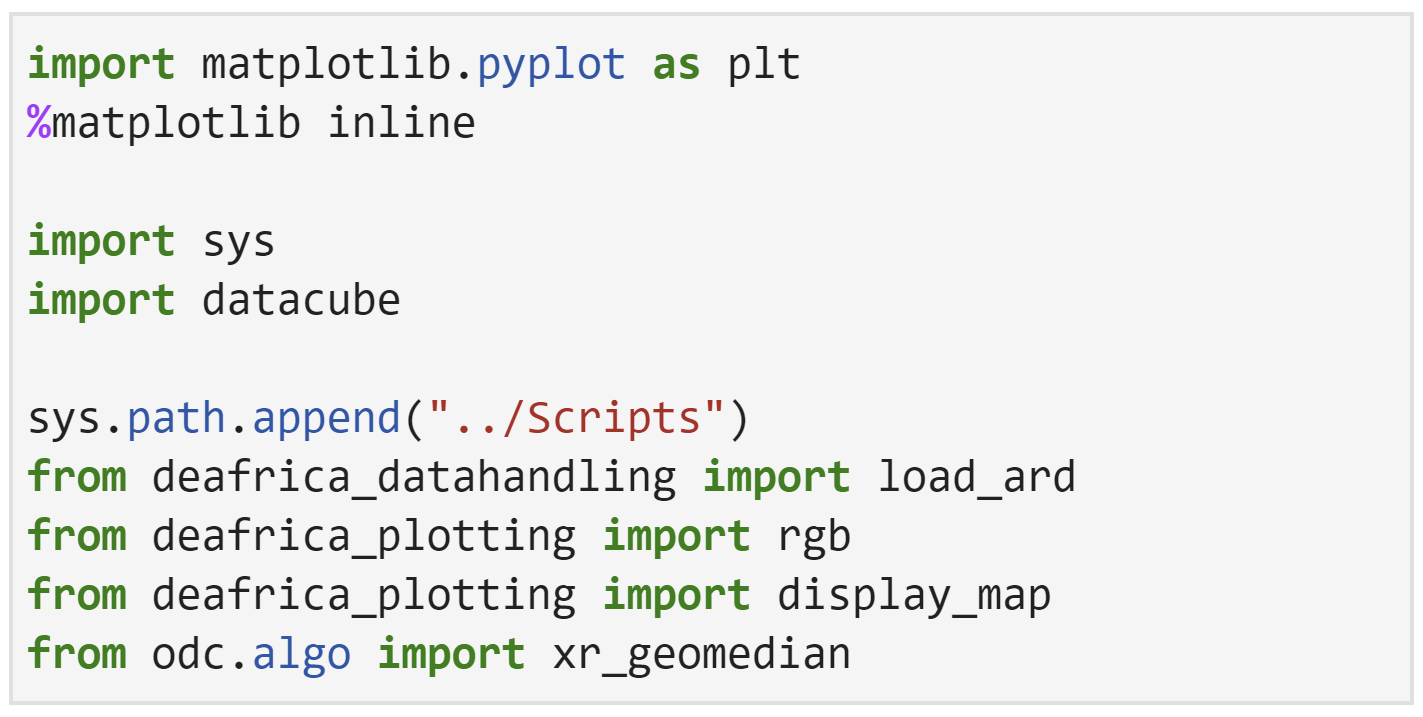 import matplotlib.pyplot as plt
%matplotlib inline
import sys
import datacube
sys.path.append("../Scripts")
from deafrica_datahandling import load_ard
from deafrica_plotting import rgb
from deafrica_plotting import display_map
from odc.algo import xr_geomedian